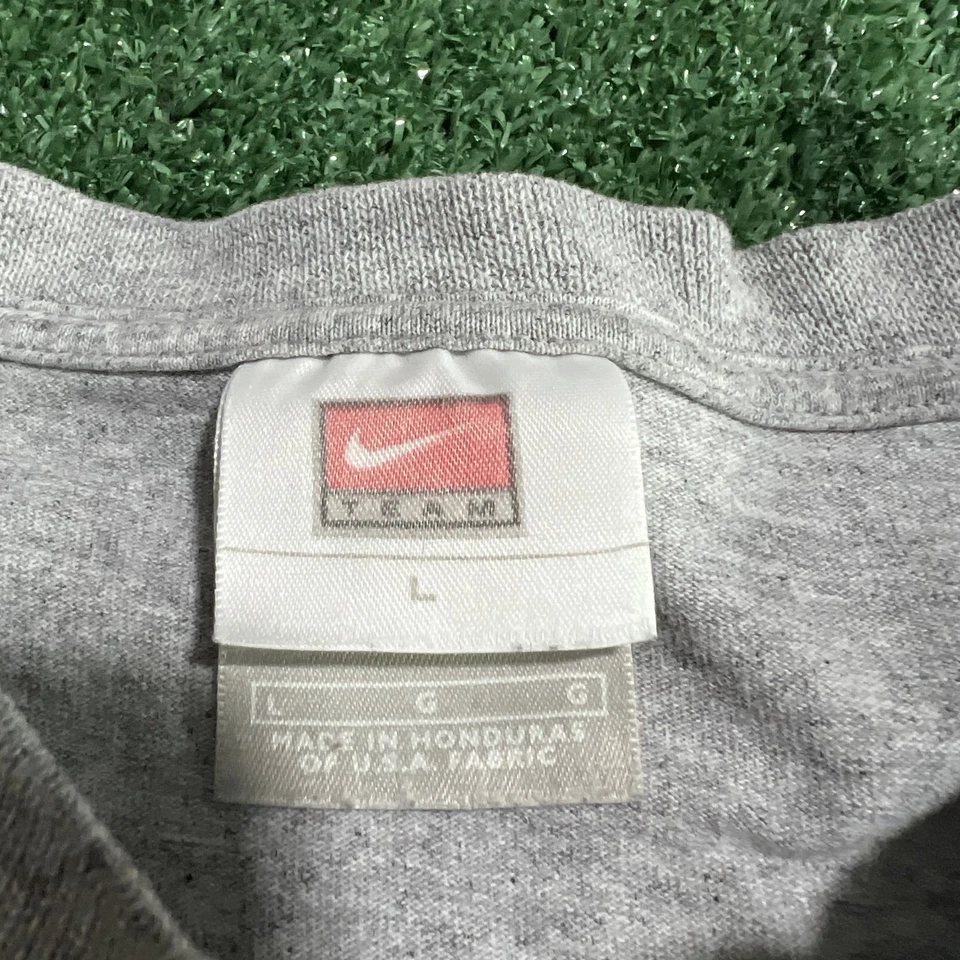 TEAM
L
L G G
MADE IN HONDURAS
OF U.S.A. FABRIC